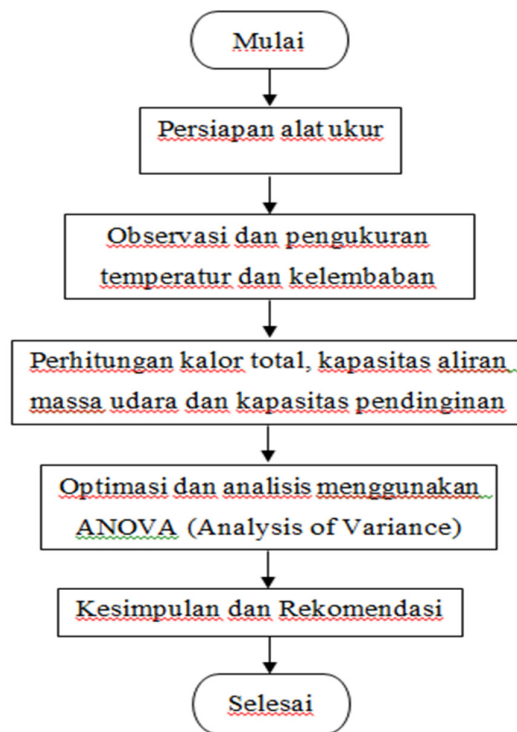 Mulai
Persiapan alat ukur
Observasi dan pengukuran
temperatur dan kelembaban
Perhitungan kalor total, kapasitas aliran
massa udara dan kapasitas pendinginan
Optimasi dan analisis menggunakan
ANOVA (Analysis of Variance)
Kesimpulan dan Rekomendasi
Selesai